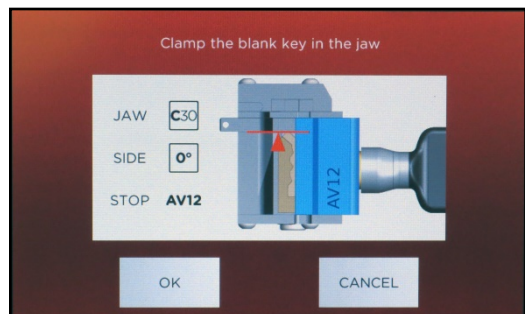 Clamp the blank key in the jaw
JAW C30
SIDE 0°
STOP AV12
AV12
OK
CANCEL